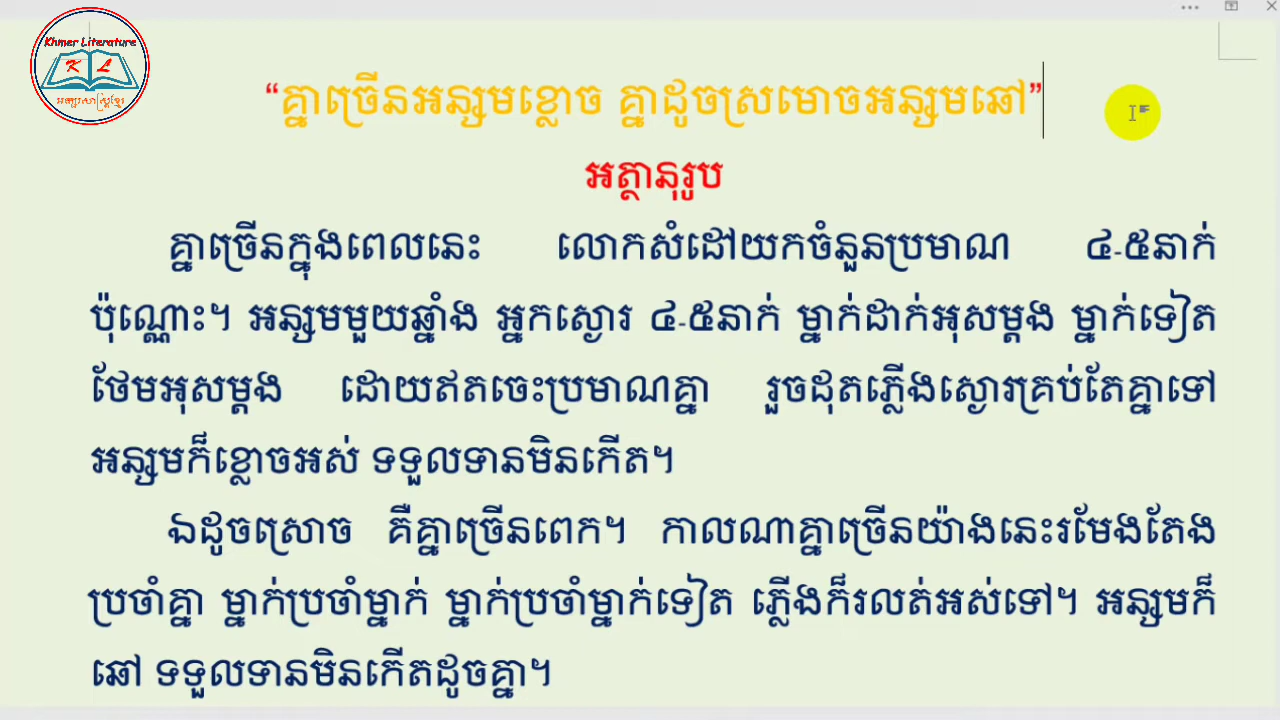 Khmer Literature
K L
អក្សរសាស្ត្រខ្មែរ
“គ្នាច្រើនអន្សមខ្លោច គ្នាដូចស្រមោចអន្សមឆៅ”
អត្ថានុរូប
គ្នាច្រើនក្នុងពេលនេះ លោកសំដៅយកចំនួនប្រមាណ ៤-៥នាក់
ប៉ុណ្ណោះ។ អន្សមមួយឆ្នាំង អ្នកស្ងោរ ៤-៥នាក់ ម្នាក់ដាក់អុសម្តង ម្នាក់ទៀត
ថែមអុសម្តង ដោយឥតចេះប្រមាណគ្នា រួចដុតភ្លើងស្ងោរគ្រប់តែគ្នាទៅ
អន្សមក៏ខ្លោចអស់ ទទួលទានមិនកើត។
ឯដូចស្រោច គឺគ្នាច្រើនពេក។ កាលណាគ្នាច្រើនយ៉ាងនេះរមែងតែង
ប្រចាំគ្នា ម្នាក់ប្រចាំម្នាក់ ម្នាក់ប្រចាំម្នាក់ទៀត ភ្លើងក៏រលត់អស់ទៅ។ អន្សមក៏
ឆៅ ទទួលទានមិនកើតដូចគ្នា។